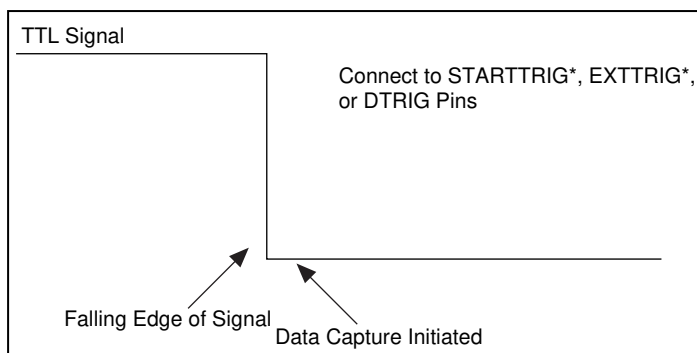 TTL Signal
Connect to STARTTRIG*, EXTTRIG*,
or DTRIG Pins
Falling Edge of Signal
Data Capture Initiated